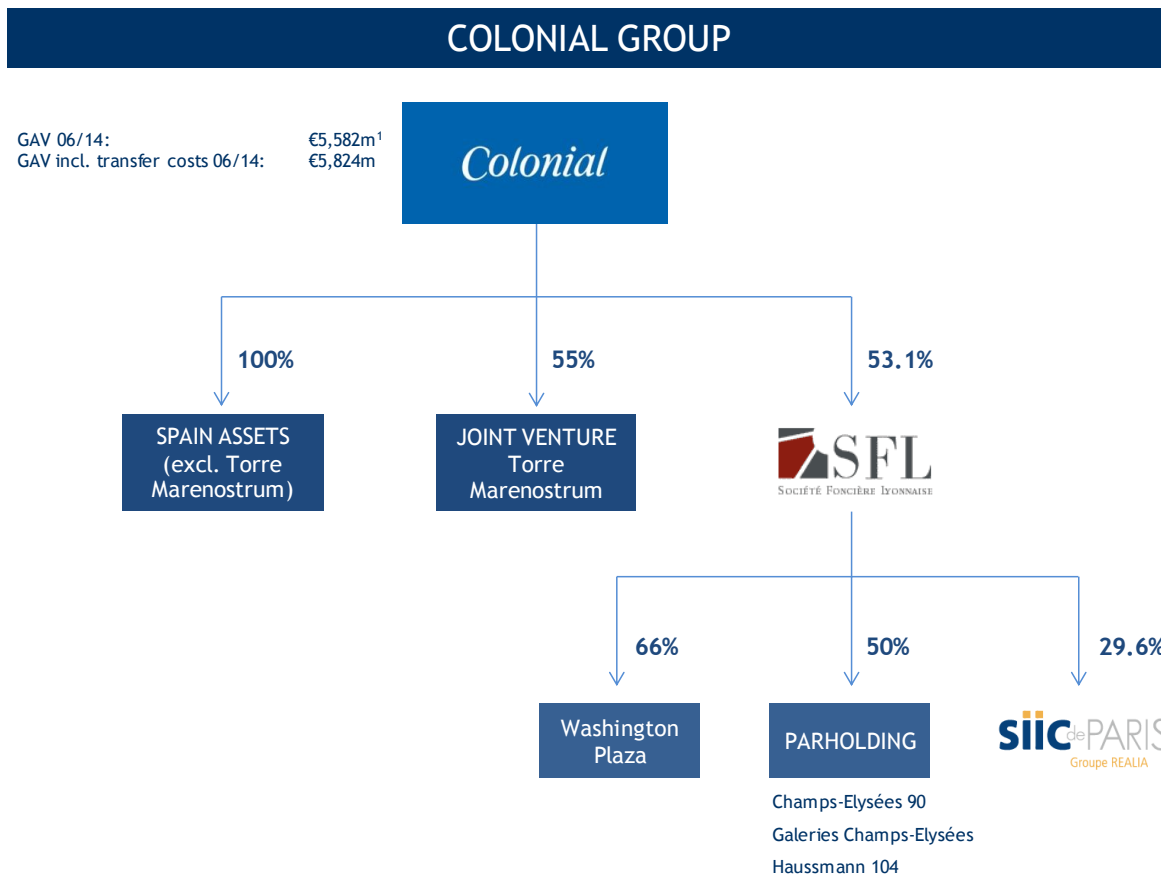 COLONIAL GROUP
GAV 06/14: €5,582m¹
GAV incl. transfer costs 06/14: €5,824m
Colonial
100%
55%
53.1%
SPAIN ASSETS
(excl. Torre
Marenostrum)
JOINT VENTURE
Torre
Marenostrum
SFL
SOCIÉTÉ FONCIÈRE LYONNAISE
66%
50%
29.6%
Washington
Plaza
PARHOLDING
SiiC de PARIS
Groupe REALIA
Champs-Elysées 90
Galeries Champs-Elysées
Haussmann 104